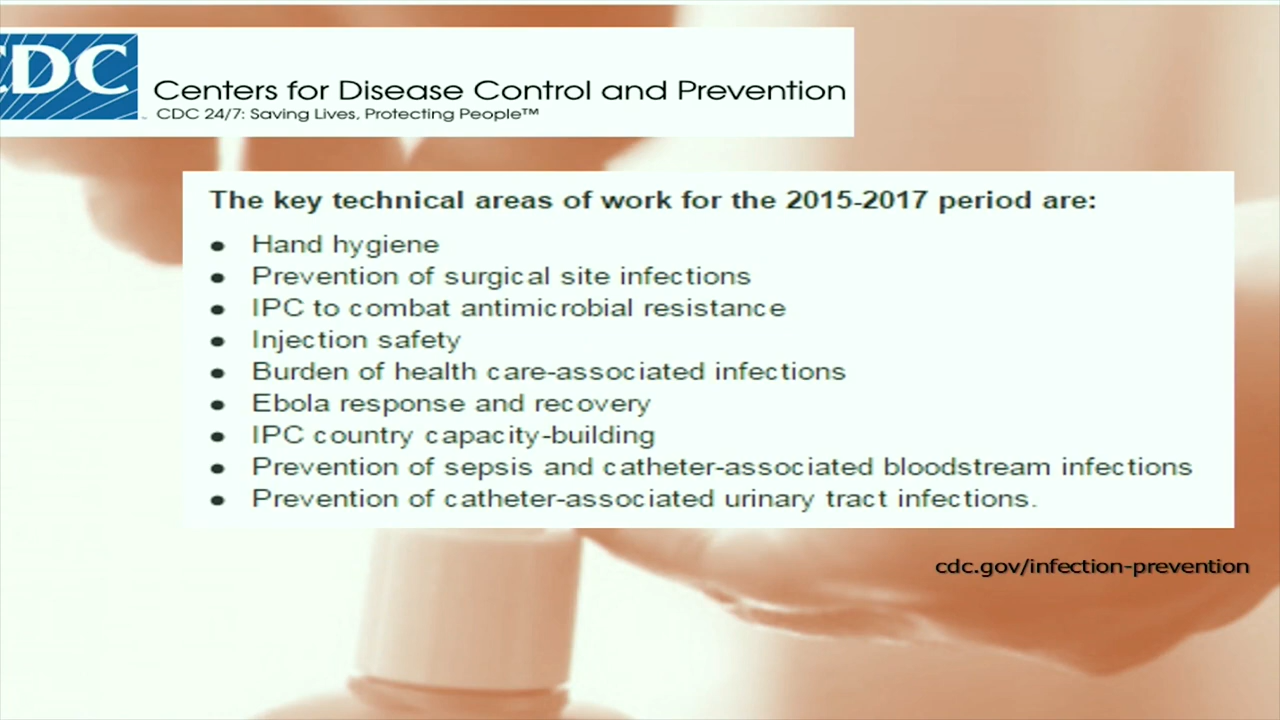 CDC
Centers for Disease Control and Prevention
CDC 24/7: Saving Lives, Protecting People™
The key technical areas of work for the 2015-2017 period are:
● Hand hygiene
● Prevention of surgical site infections
● IPC to combat antimicrobial resistance
● Injection safety
● Burden of health care-associated infections
● Ebola response and recovery
● IPC country capacity-building
● Prevention of sepsis and catheter-associated bloodstream infections
● Prevention of catheter-associated urinary tract infections.
cdc.gov/infection-prevention